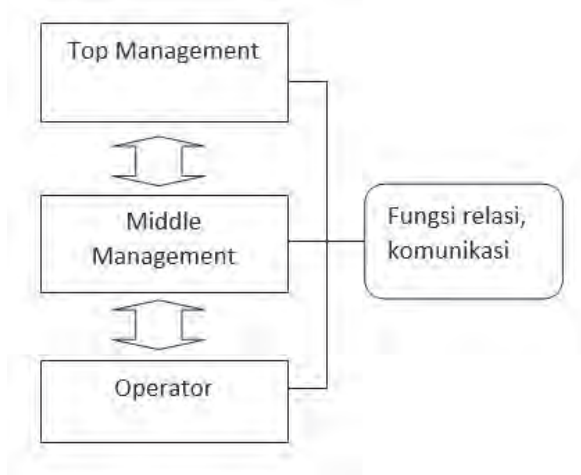 Top Management
Middle
Management
Operator
Fungsi relasi,
komunikasi